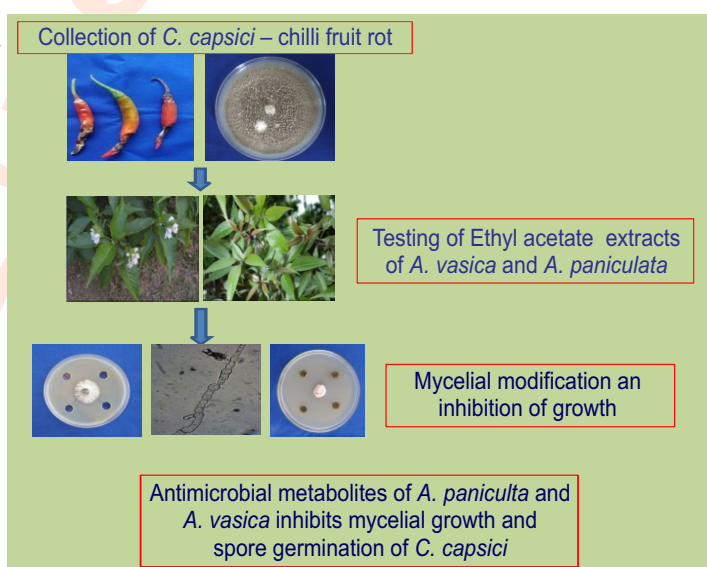 Collection of C. capsici – chilli fruit rot
Testing of Ethyl acetate extracts
of A. vasica and A. paniculata
Mycelial modification an
inhibition of growth
Antimicrobial metabolites of A. paniculta and
A. vasica inhibits mycelial growth and
spore germination of C. capsici